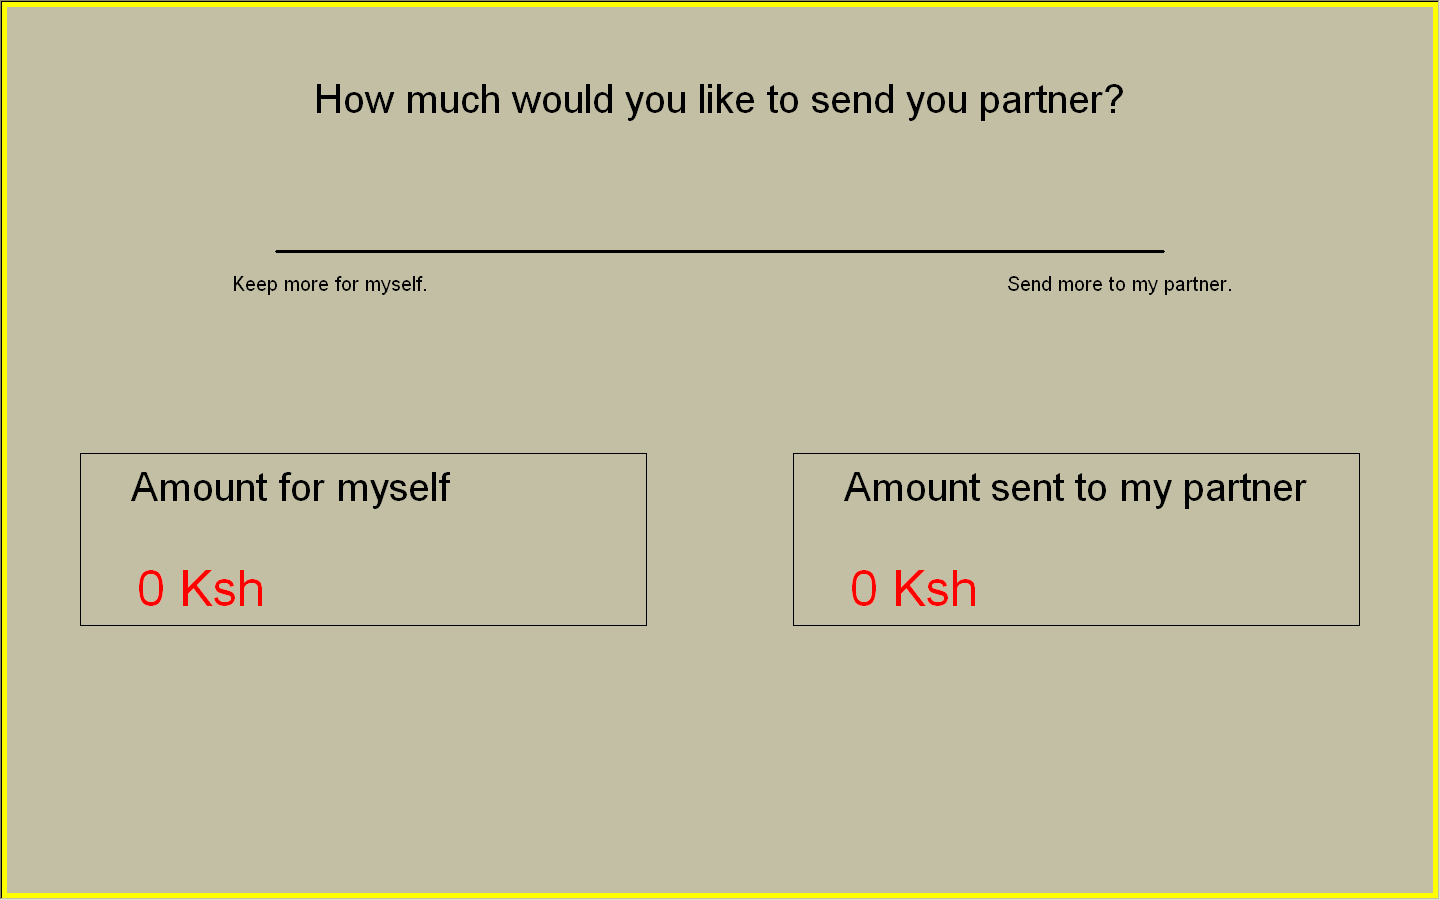 How much would you like to send you partner?
Keep more for myself.
Send more to my partner.
Amount for myself
0 Ksh
Amount sent to my partner
0 Ksh